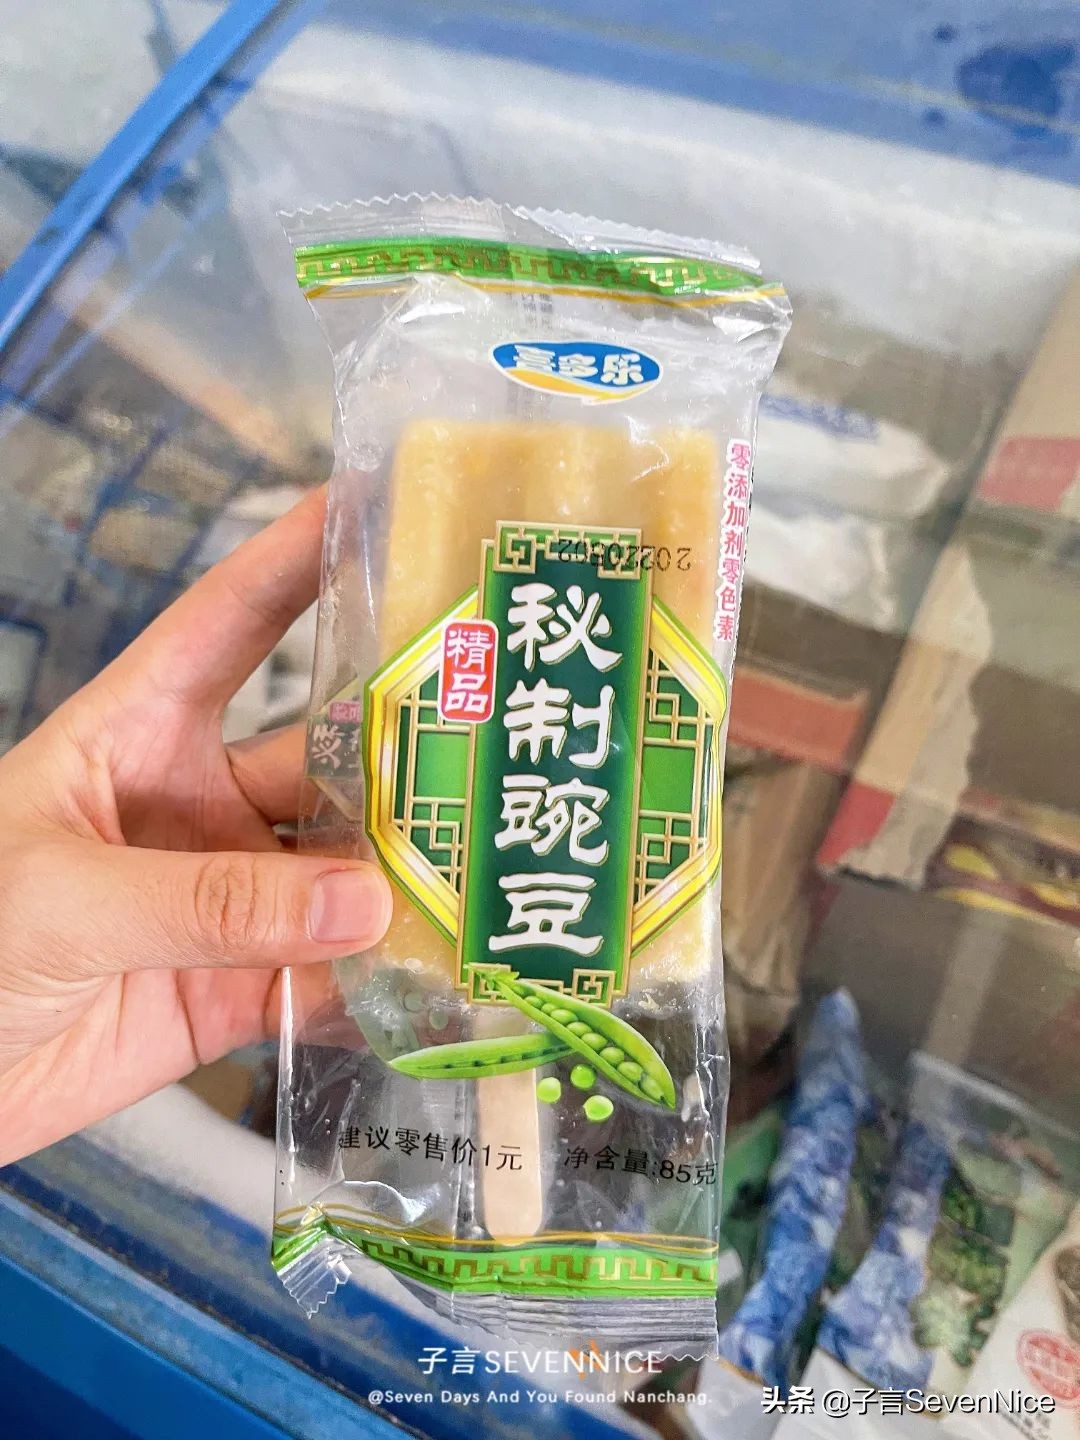 喜多乐
零添加剂零色素
20220802
精品
秘制豌豆
建议零售价1元
净含量:85克
子言SEVENNICE
@Seven Days And You Found Nanchang.
头条 @子言SevenNice